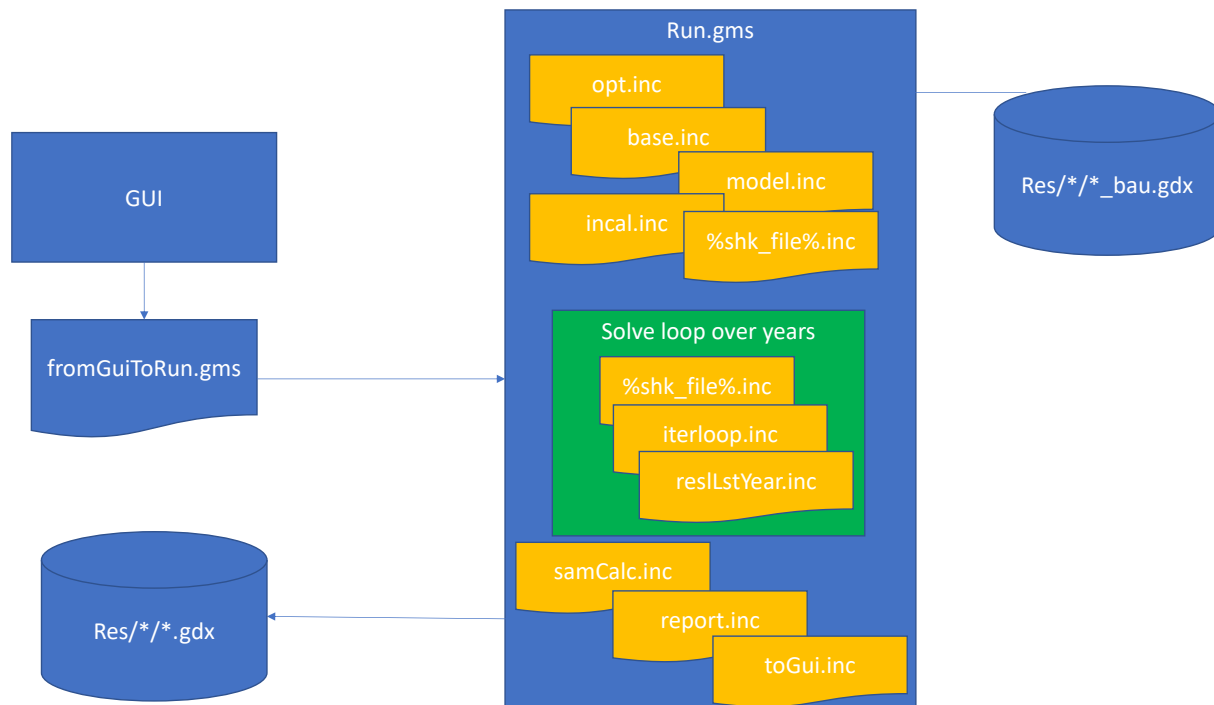 Run.gms
opt.inc
base.inc
model.inc
incal.inc
%shk_file%.inc
GUI
fromGuiToRun.gms
Res/*/*_bau.gdx
Solve loop over years
%shk_file%.inc
iterloop.inc
reslLstYear.inc
samCalc.inc
report.inc
toGui.inc
Res/*/*.gdx